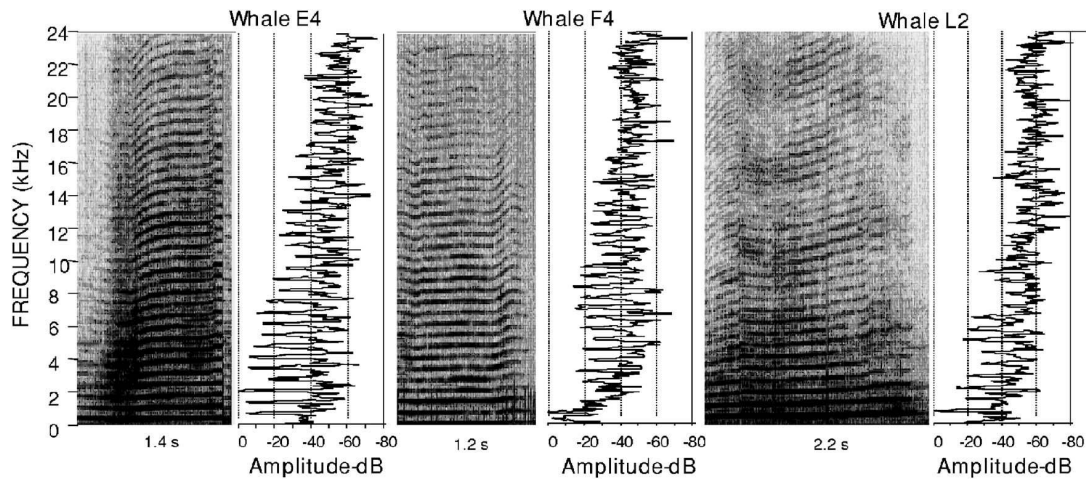 Whale E4 Whale F4 Whale L2
FREQUENCY (kHz)
24
22
20
18
16
14
12
10
8
6
4
2
0
1.4 s
0 -20 -40 -60 -80
Amplitude-dB
1.2 s
0 -20 -40 -60 -80
Amplitude-dB
2.2 s
0 -20 -40 -60 -80
Amplitude-dB